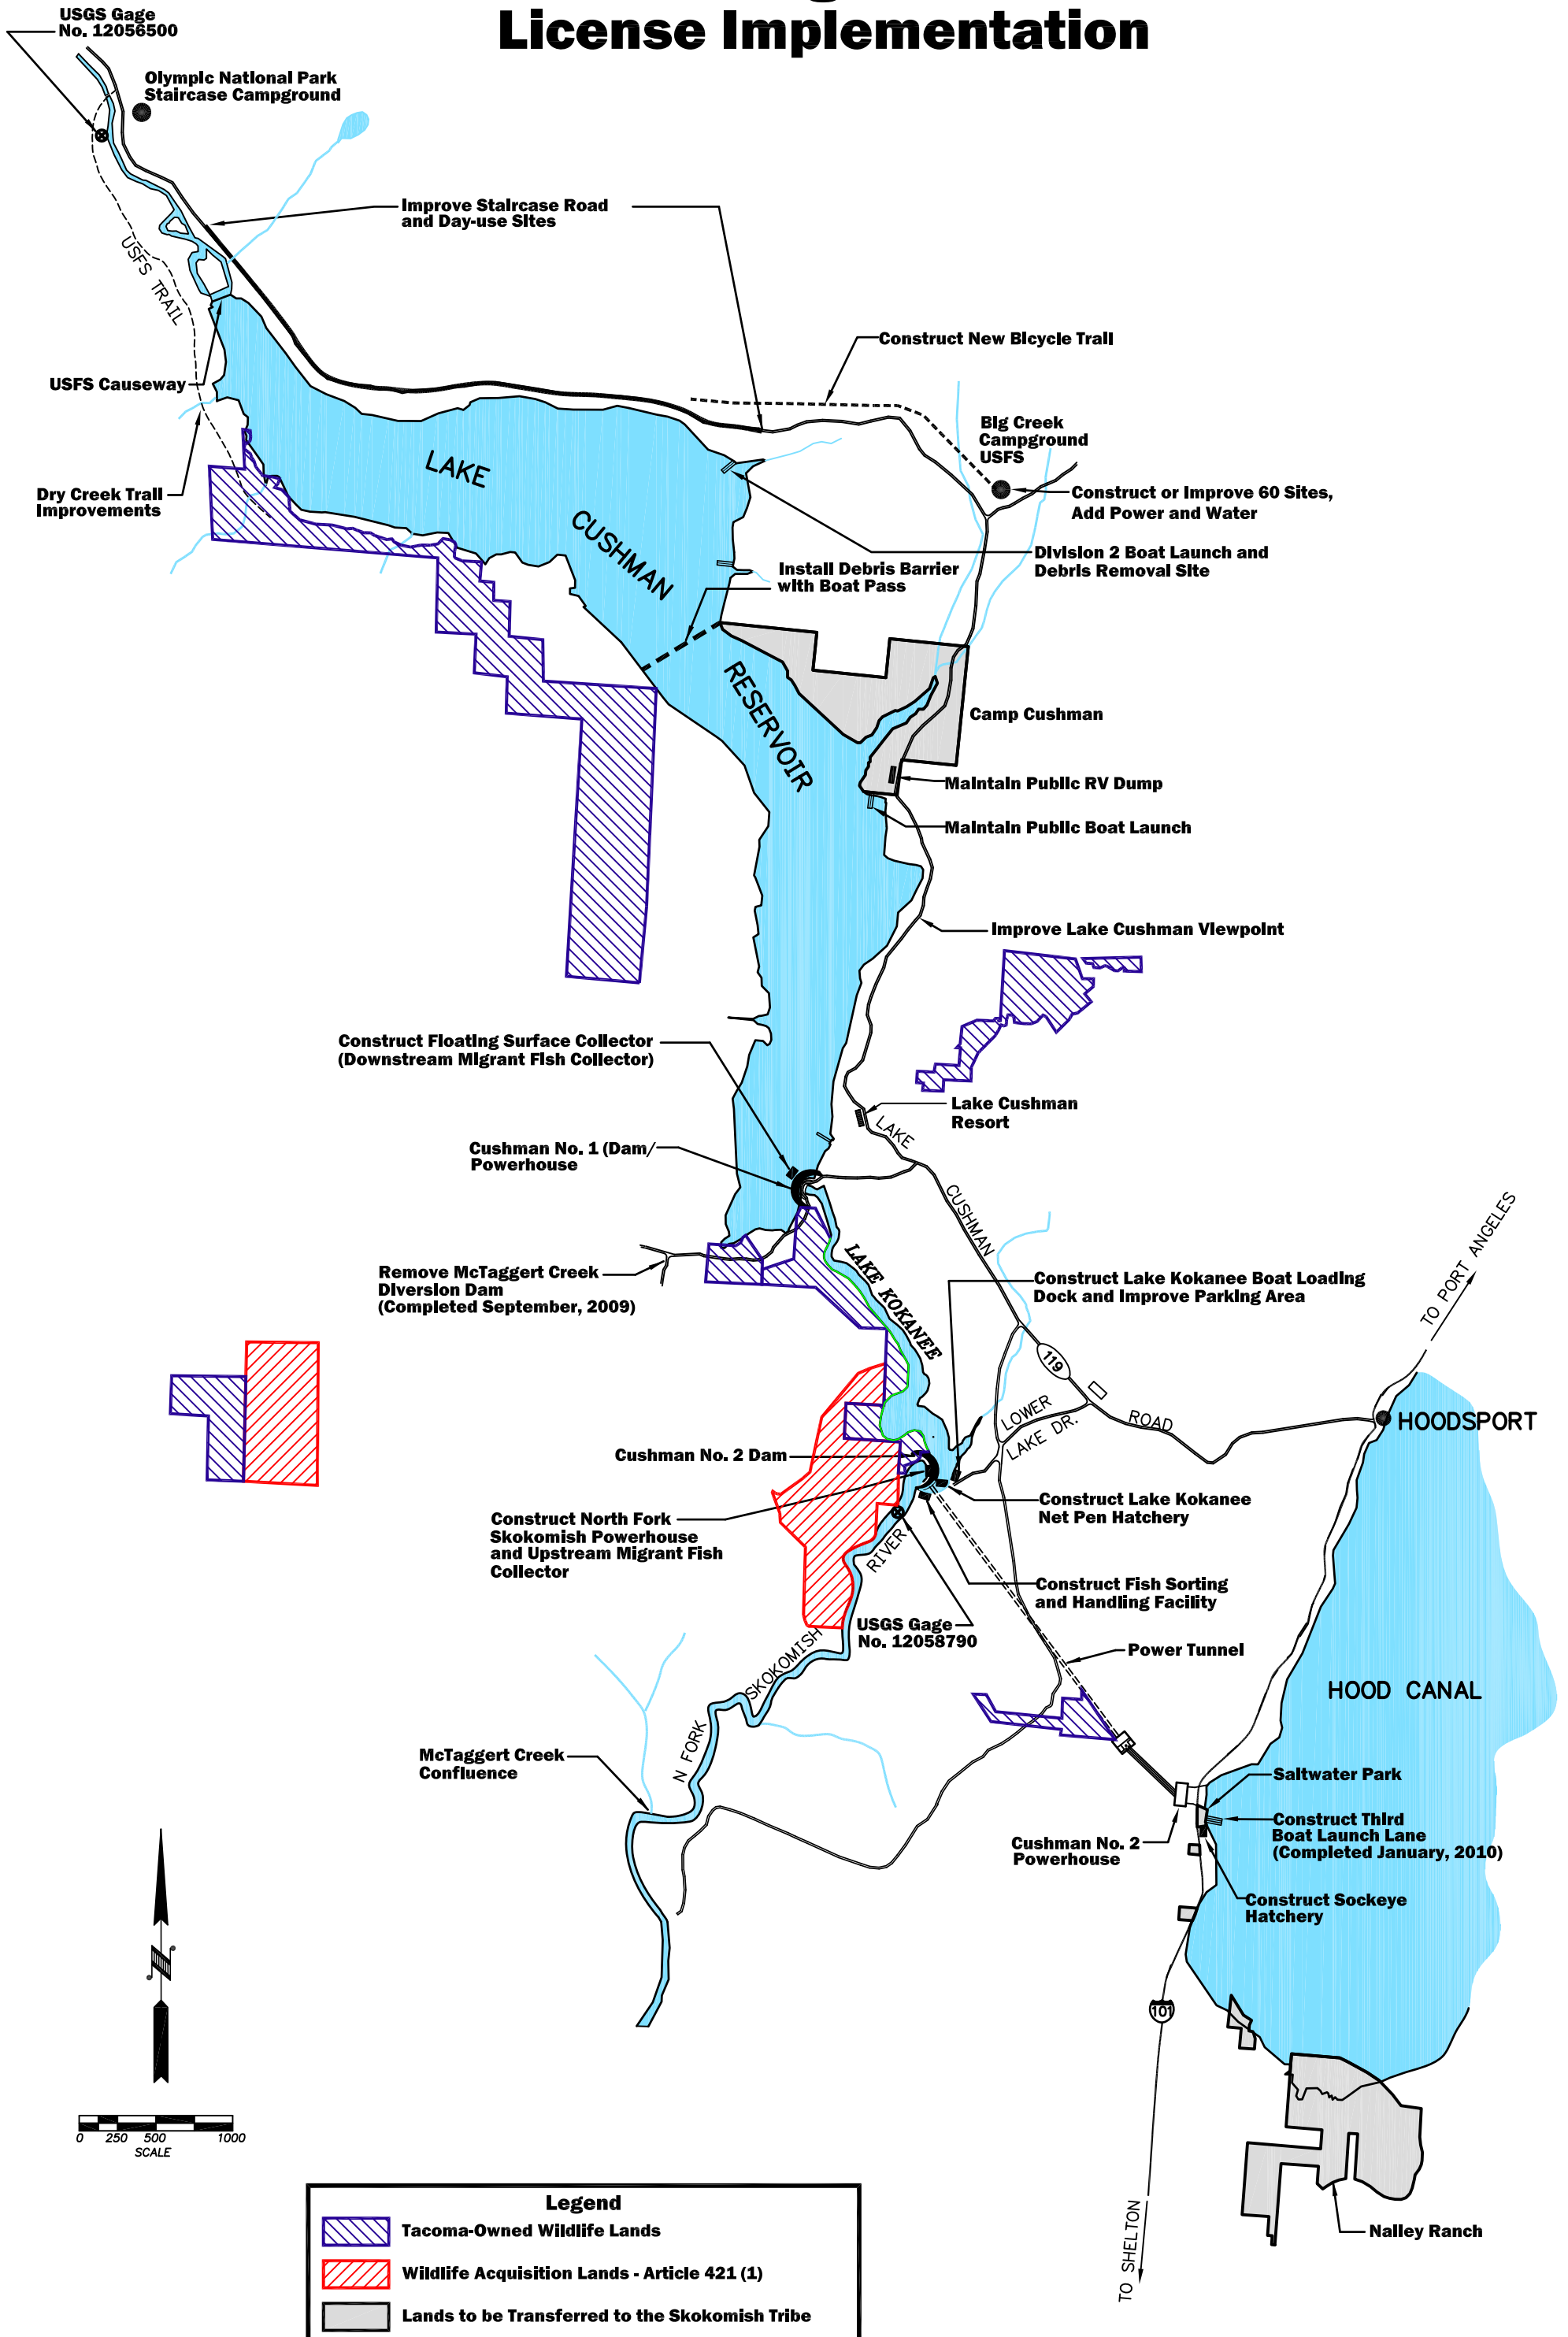 License Implementation
USGS Gage
No. 12056500
Olympic National Park
Staircase Campground
Improve Staircase Road
and Day-use Sites
USFS TRAIL
Construct New Bicycle Trail
USFS Causeway
Big Creek
Campground
USFS
LAKE
Dry Creek Trail
Improvements
Construct or Improve 60 Sites,
Add Power and Water
CUSHMAN
Division 2 Boat Launch and
Debris Removal Site
Install Debris Barrier
with Boat Pass
RESERVOIR
Camp Cushman
Maintain Public RV Dump
Maintain Public Boat Launch
Improve Lake Cushman Viewpoint
Construct Floating Surface Collector
(Downstream Migrant Fish Collector)
Lake Cushman
Resort
LAKE
Cushman No. 1 (Dam/
Powerhouse
CUSHMAN
TO PORT ANGELES
LAKE KOKANEE
Remove McTaggert Creek
Diversion Dam
(Completed September, 2009)
Construct Lake Kokanee Boat Loading
Dock and Improve Parking Area
119
LOWER
LAKE DR.
ROAD
HOODSPORT
Cushman No. 2 Dam
Construct Lake Kokanee
Net Pen Hatchery
Construct North Fork
Skokomish Powerhouse
and Upstream Migrant Fish
Collector
RIVER
Construct Fish Sorting
and Handling Facility
USGS Gage
No. 12058790
SKOKOMISH
Power Tunnel
HOOD CANAL
N FORK
McTaggert Creek
Confluence
Saltwater Park
Construct Third
Boat Launch Lane
(Completed January, 2010)
Cushman No. 2
Powerhouse
Construct Sockeye
Hatchery
N
101
0 250 500 1000
SCALE
TO SHELTON
Nalley Ranch
Legend
Tacoma-Owned Wildlife Lands
Wildlife Acquisition Lands - Article 421 (1)
Lands to be Transferred to the Skokomish Tribe